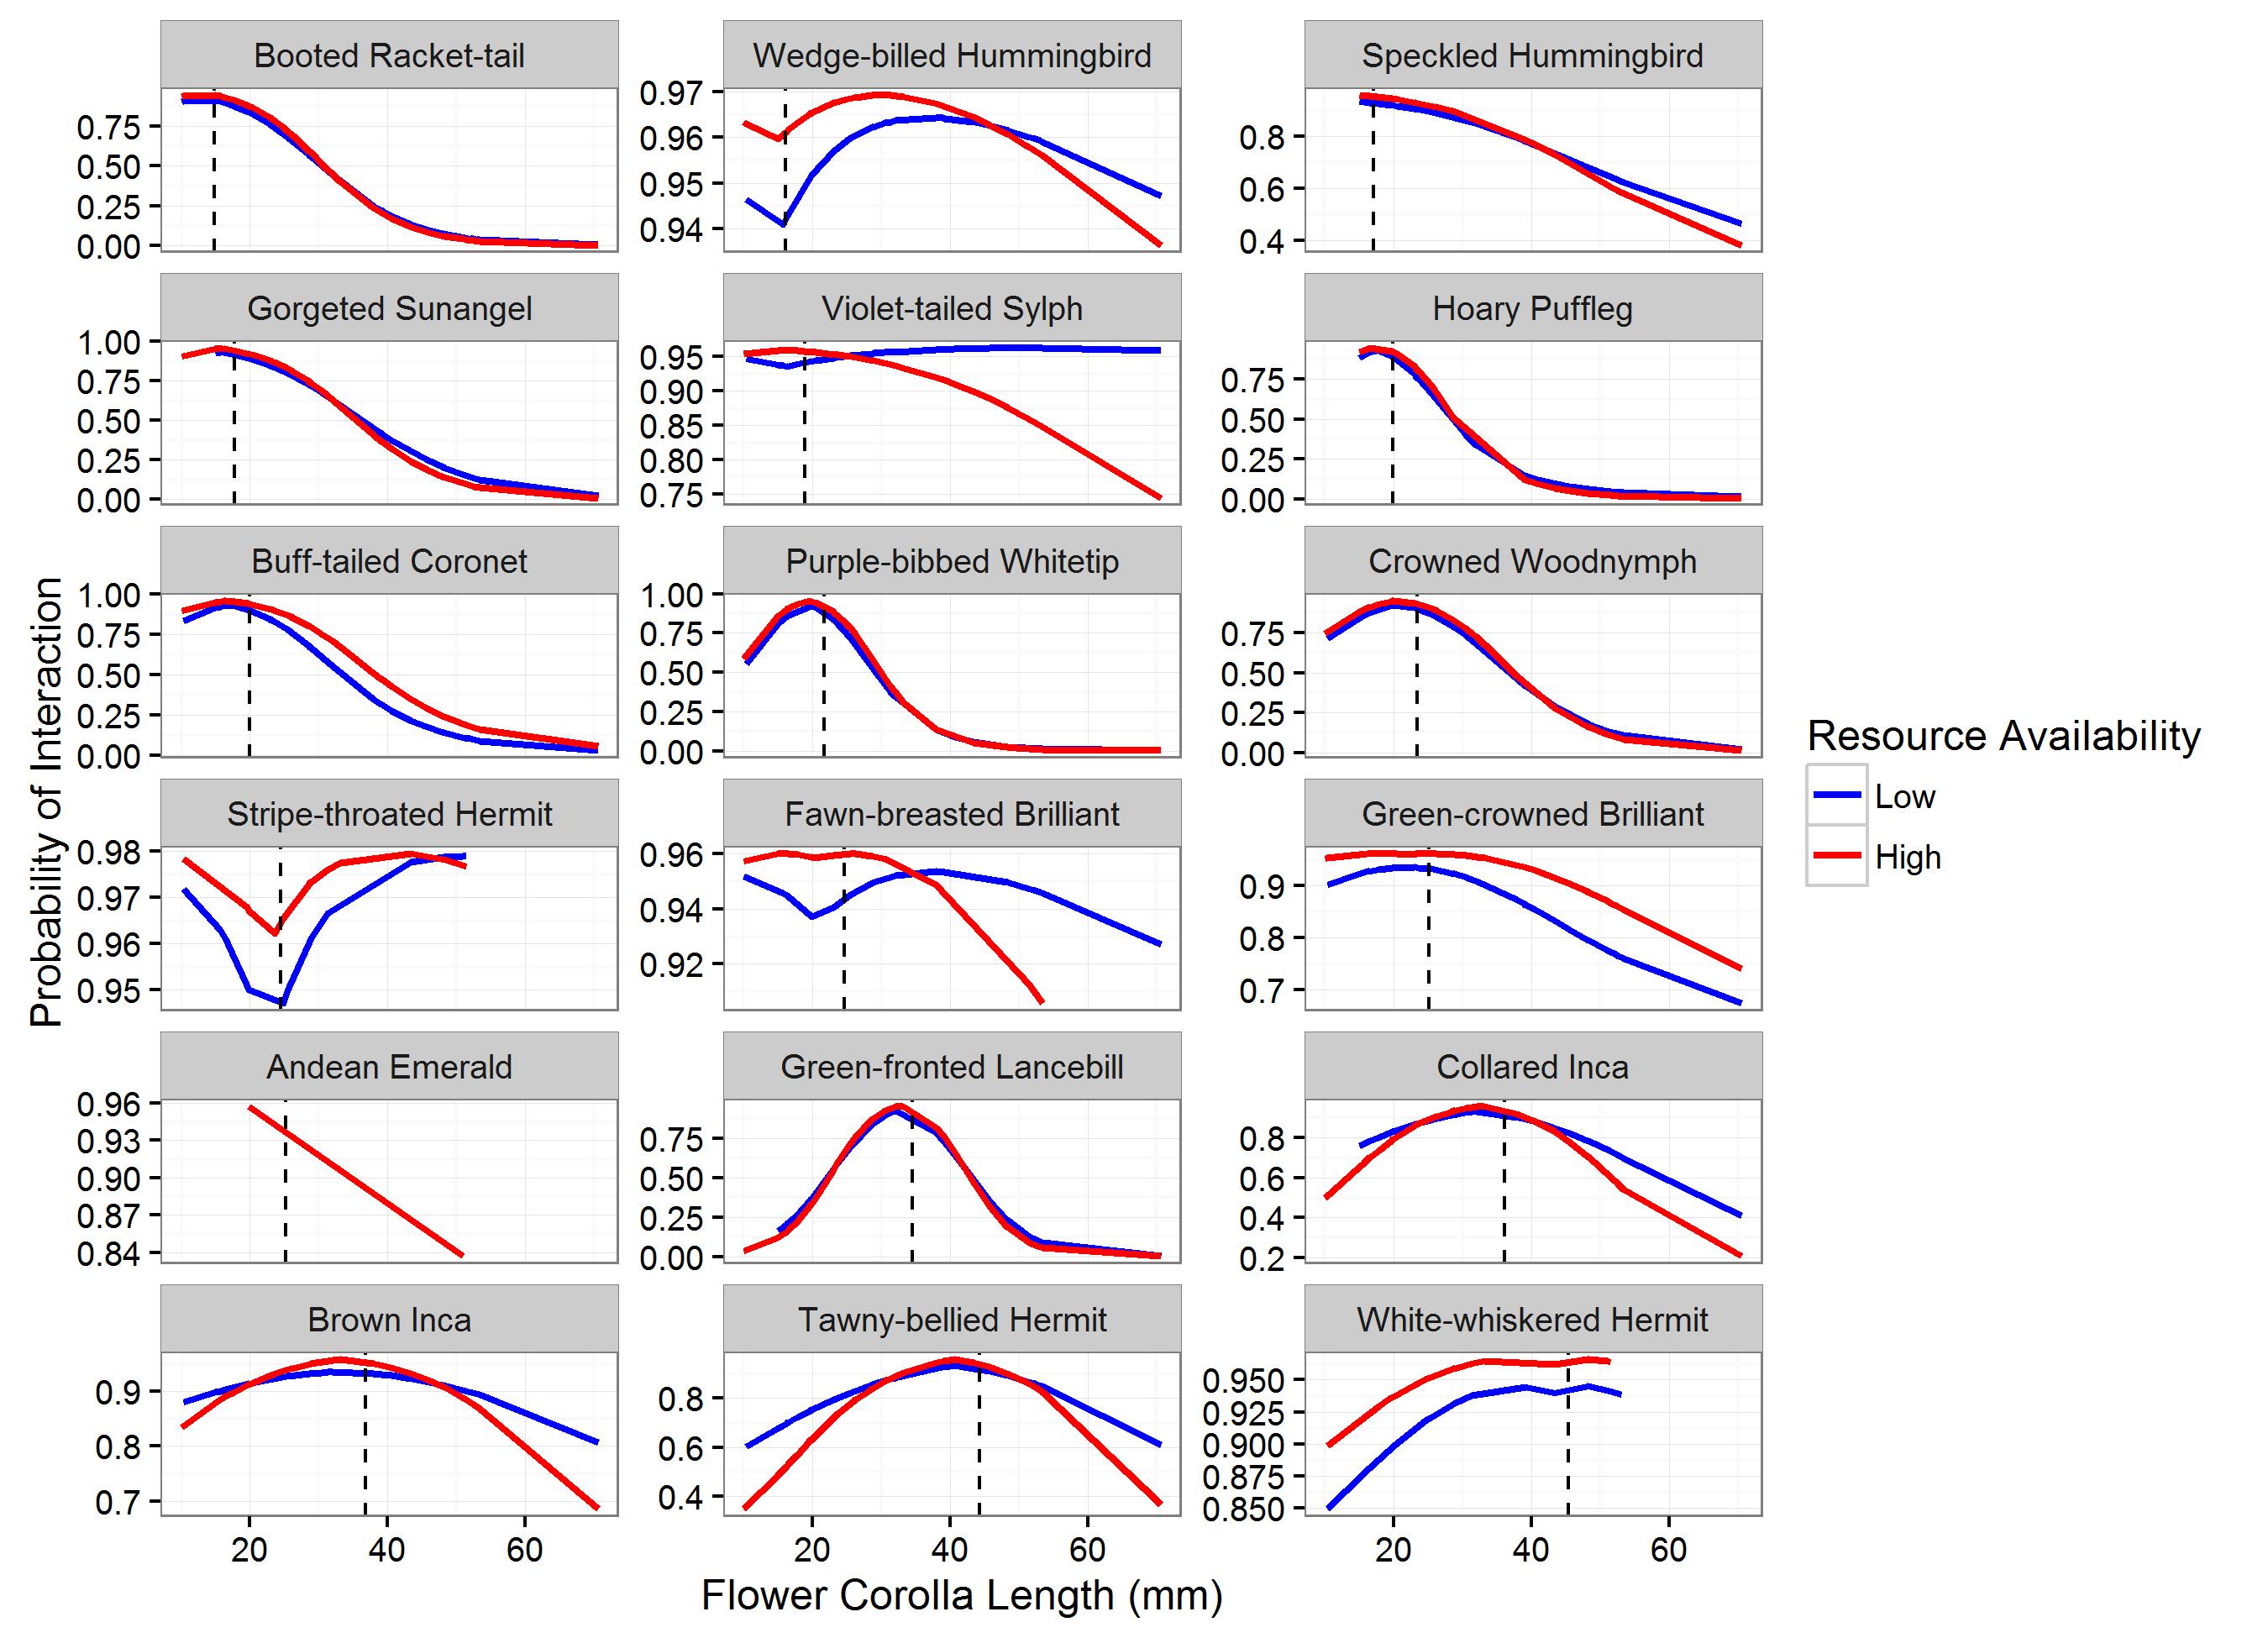 Booted Racket-tail
Wedge-billed Hummingbird
Speckled Hummingbird
0.75
0.50
0.25
0.00
0.97
0.96
0.95
0.94
0.8
0.6
0.4
Gorgeted Sunangel
Violet-tailed Sylph
Hoary Puffleg
1.00
0.75
0.50
0.25
0.00
0.95
0.90
0.85
0.80
0.75
0.75
0.50
0.25
0.00
Buff-tailed Coronet
Purple-bibbed Whitetip
Crowned Woodnymph
1.00
0.75
0.50
0.25
0.00
1.00
0.75
0.50
0.25
0.00
0.75
0.50
0.25
0.00
Stripe-throated Hermit
Fawn-breasted Brilliant
Green-crowned Brilliant
0.98
0.97
0.96
0.95
0.96
0.94
0.92
0.9
0.8
0.7
Andean Emerald
Green-fronted Lancebill
Collared Inca
0.96
0.93
0.90
0.87
0.84
0.75
0.50
0.25
0.00
0.8
0.6
0.4
0.2
Brown Inca
Tawny-bellied Hermit
White-whiskered Hermit
0.9
0.8
0.7
0.8
0.6
0.4
0.950
0.925
0.900
0.875
0.850
20 40 60
20 40 60
20 40 60
Flower Corolla Length (mm)
Probability of Interaction
Resource Availability
Low
High